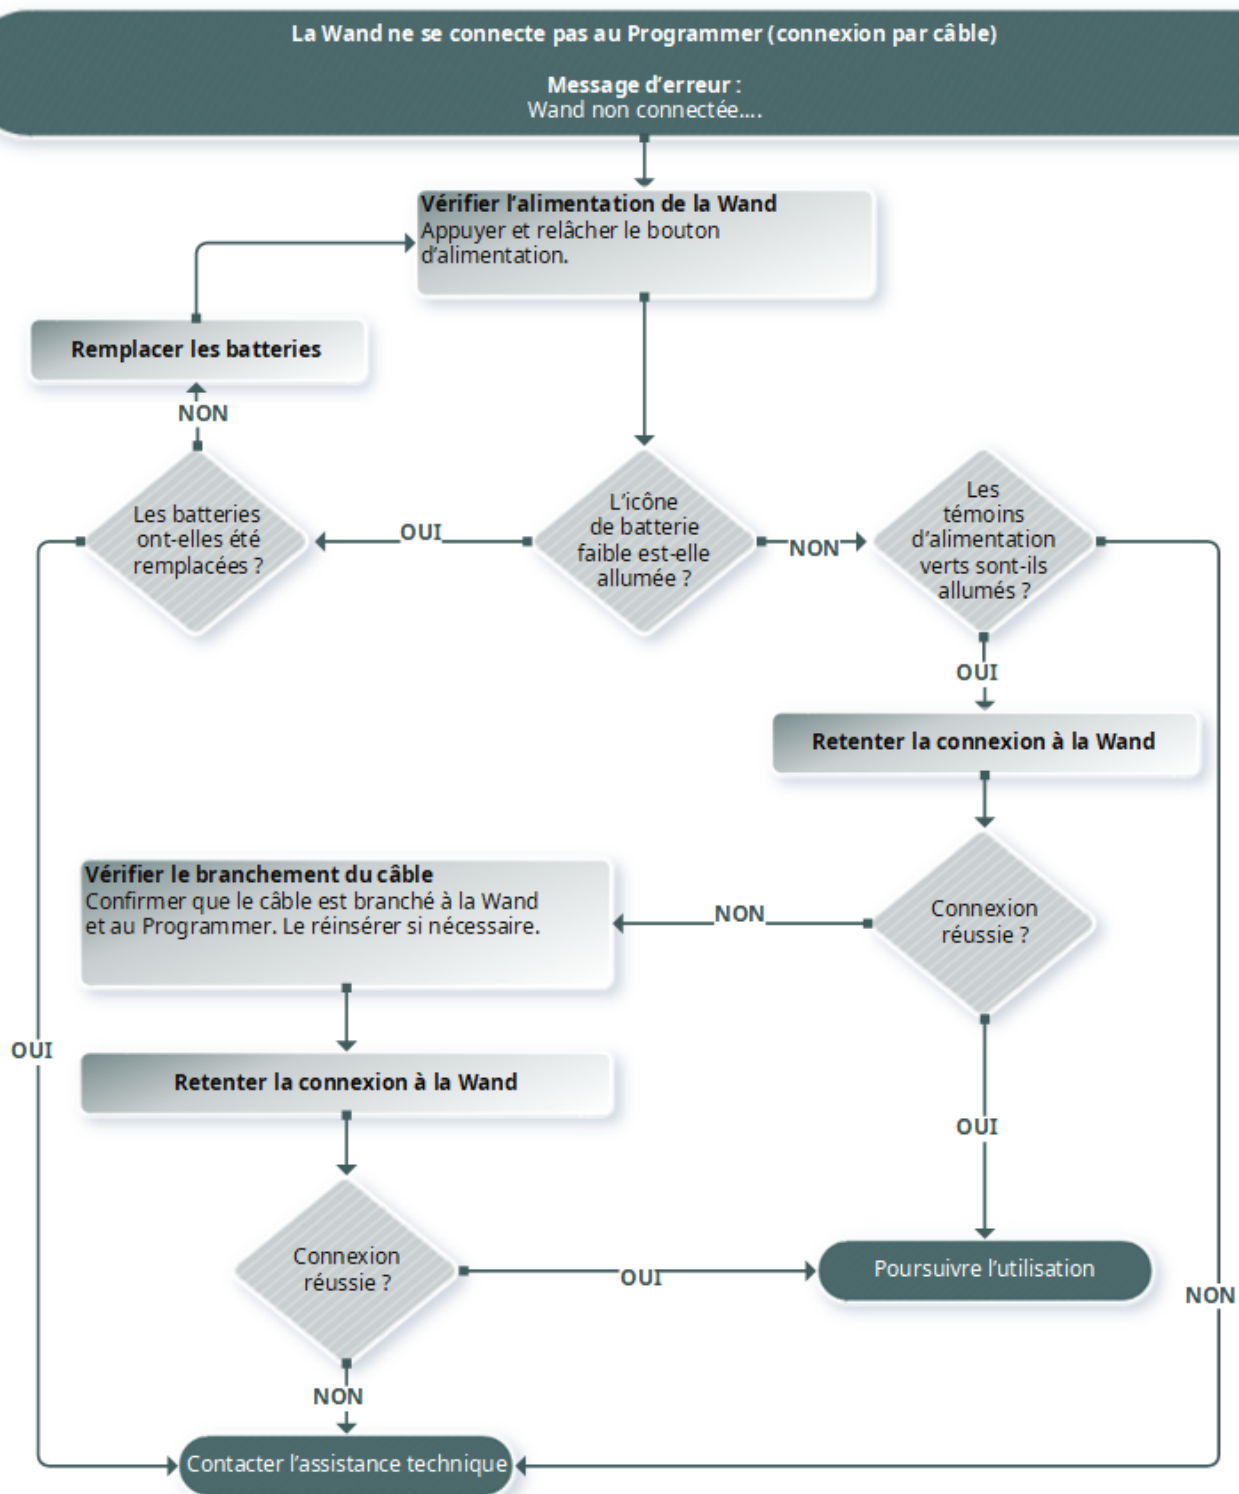 La Wand ne se connecte pas au Programmer (connexion par câble)
Message d’erreur :
Wand non connectée....
Vérifier l’alimentation de la Wand
Appuyer et relâcher le bouton
d’alimentation.
Remplacer les batteries
NON
Les batteries
ont-elles été
remplacées ?
OUI
L’icône
de batterie
faible est-elle
allumée ?
NON
Les
témoins
d’alimentation
verts sont-ils
allumés ?
OUI
Retenter la connexion à la Wand
Vérifier le branchement du câble
Confirmer que le câble est branché à la Wand
et au Programmer. Le réinsérer si nécessaire.
NON
Connexion
réussie ?
OUI
Retenter la connexion à la Wand
OUI
Connexion
réussie ?
OUI
Poursuivre l’utilisation
NON
NON
Contacter l’assistance technique